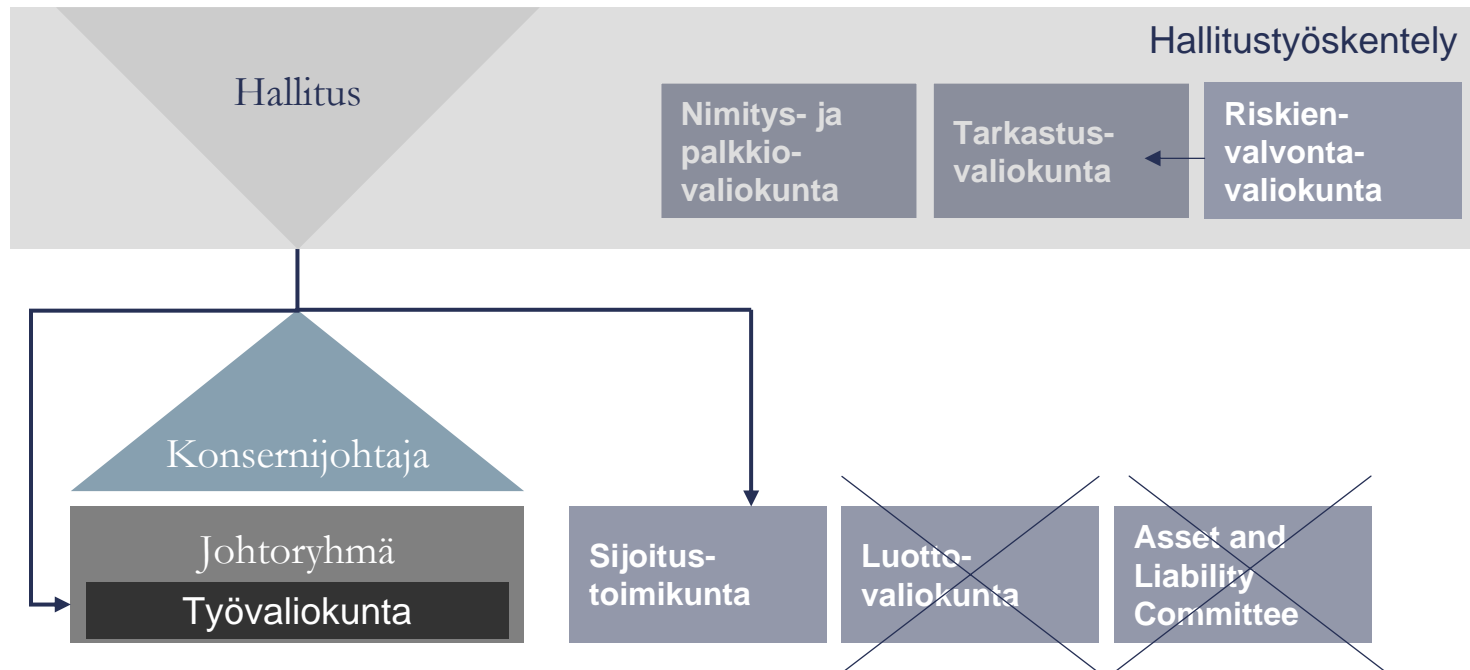 Hallitustyöskentely
Hallitus
Nimitys- ja
palkkio-
valiokunta
Tarkastus-
valiokunta
Riskien-
valvonta-
valiokunta
Konsernijohtaja
Johtoryhmä
Työvaliokunta
Sijoitus-
toimikunta
Luotto-
valiokunta
Asset and
Liability
Committee